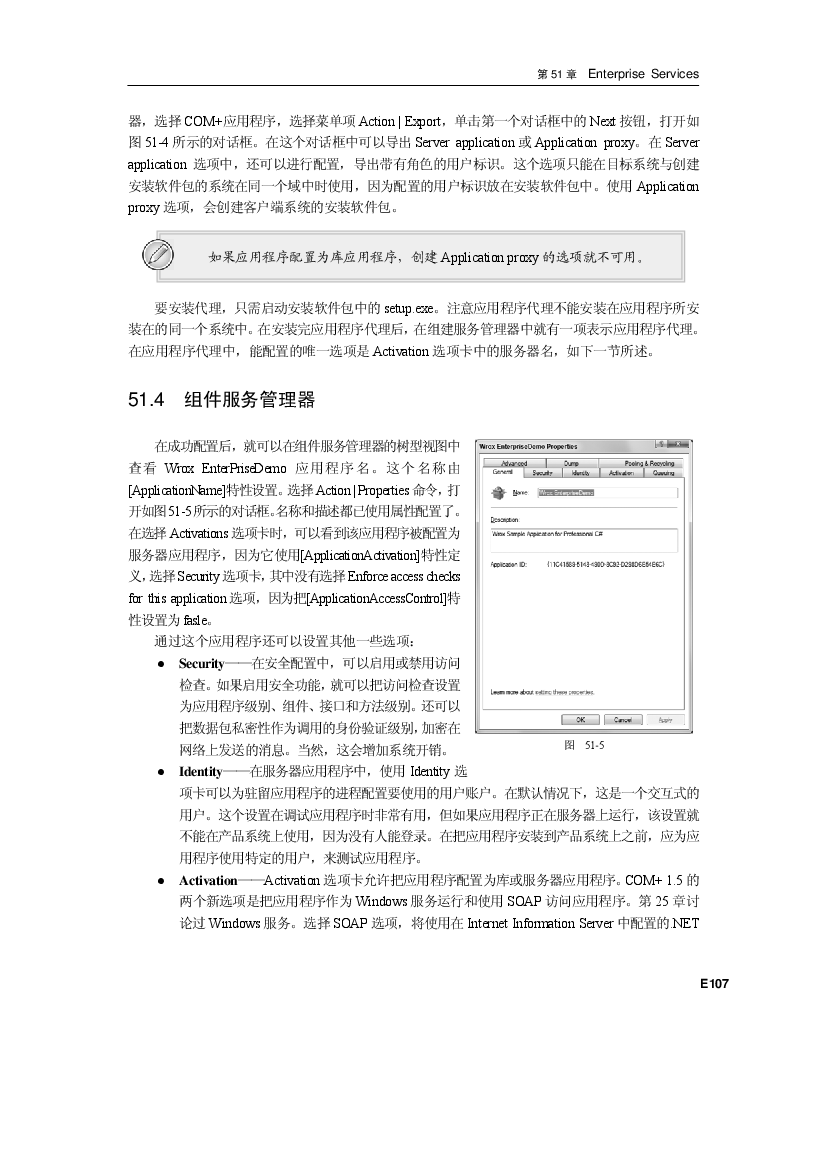 第 51 章 Enterprise Services
器，选择 COM+应用程序，选择菜单项 Action | Export，单击第一个对话框中的 Next 按钮，打开如
图 51-4 所示的对话框。在这个对话框中可以导出 Server application 或 Application proxy。在 Server
application 选项中，还可以进行配置，导出带有角色的用户标识。这个选项只能在目标系统与创建
安装软件包的系统在同一个域中时使用，因为配置的用户标识放在安装软件包中。使用 Application
proxy 选项，会创建客户端系统的安装软件包。
如果应用程序配置为库应用程序，创建 Application proxy 的选项就不可用。
要安装代理，只需启动安装软件包中的 setup.exe。注意应用程序代理不能安装在应用程序所安
装在的同一个系统中。在安装完应用程序代理后，在组建服务管理器中就有一项表示应用程序代理。
在应用程序代理中，能配置的唯一选项是 Activation 选项卡中的服务器名，如下一节所述。
51.4 组件服务管理器
在成功配置后，就可以在组件服务管理器的树型视图中
查看 Wrox EnterPriseDemo 应用程序名。这个名称由
[ApplicationName]特性设置。选择 Action | Properties 命令，打
开如图51-5所示的对话框。名称和描述都已使用属性配置了。
在选择 Activations 选项卡时，可以看到该应用程序被配置为
服务器应用程序，因为它使用[ApplicationActivation]特性定
义，选择 Security 选项卡，其中没有选择 Enforce access checks
for this application 选项，因为把[ApplicationAccessControl]特
性设置为 fasle。
通过这个应用程序还可以设置其他一些选项：
● Security——在安全配置中，可以启用或禁用访问
检查。如果启用安全功能，就可以把访问检查设置
为应用程序级别、组件、接口和方法级别。还可以
把数据包私密性作为调用的身份验证级别，加密在
网络上发送的消息。当然，这会增加系统开销。
Wrox EnterpriseDemo Properties
Advanced Dump Pooling & Recycling
General Security Identity Activation Queuing
Name: Wrox EnterpriseDemo
Description:
Wrox Sample Application for Professional C#
Application ID:
Learn more about setting these properties.
OK Cancel Apply
图 51-5
● Identity——在服务器应用程序中，使用 Identity 选
项卡可以为驻留应用程序的进程配置要使用的用户账户。在默认情况下，这是一个交互式的
用户。这个设置在调试应用程序时非常有用，但如果应用程序正在服务器上运行，该设置就
不能在产品系统上使用，因为没有人能登录。在把应用程序安装到产品系统上之前，应为应
用程序使用特定的用户，来测试应用程序。
● Activation——Activation 选项卡允许把应用程序配置为库或服务器应用程序。COM+ 1.5 的
两个新选项是把应用程序作为 Windows 服务运行和使用 SOAP 访问应用程序。第 25 章讨
论过 Windows 服务。选择 SOAP 选项，将使用在 Internet Information Server 中配置的.NET
E107